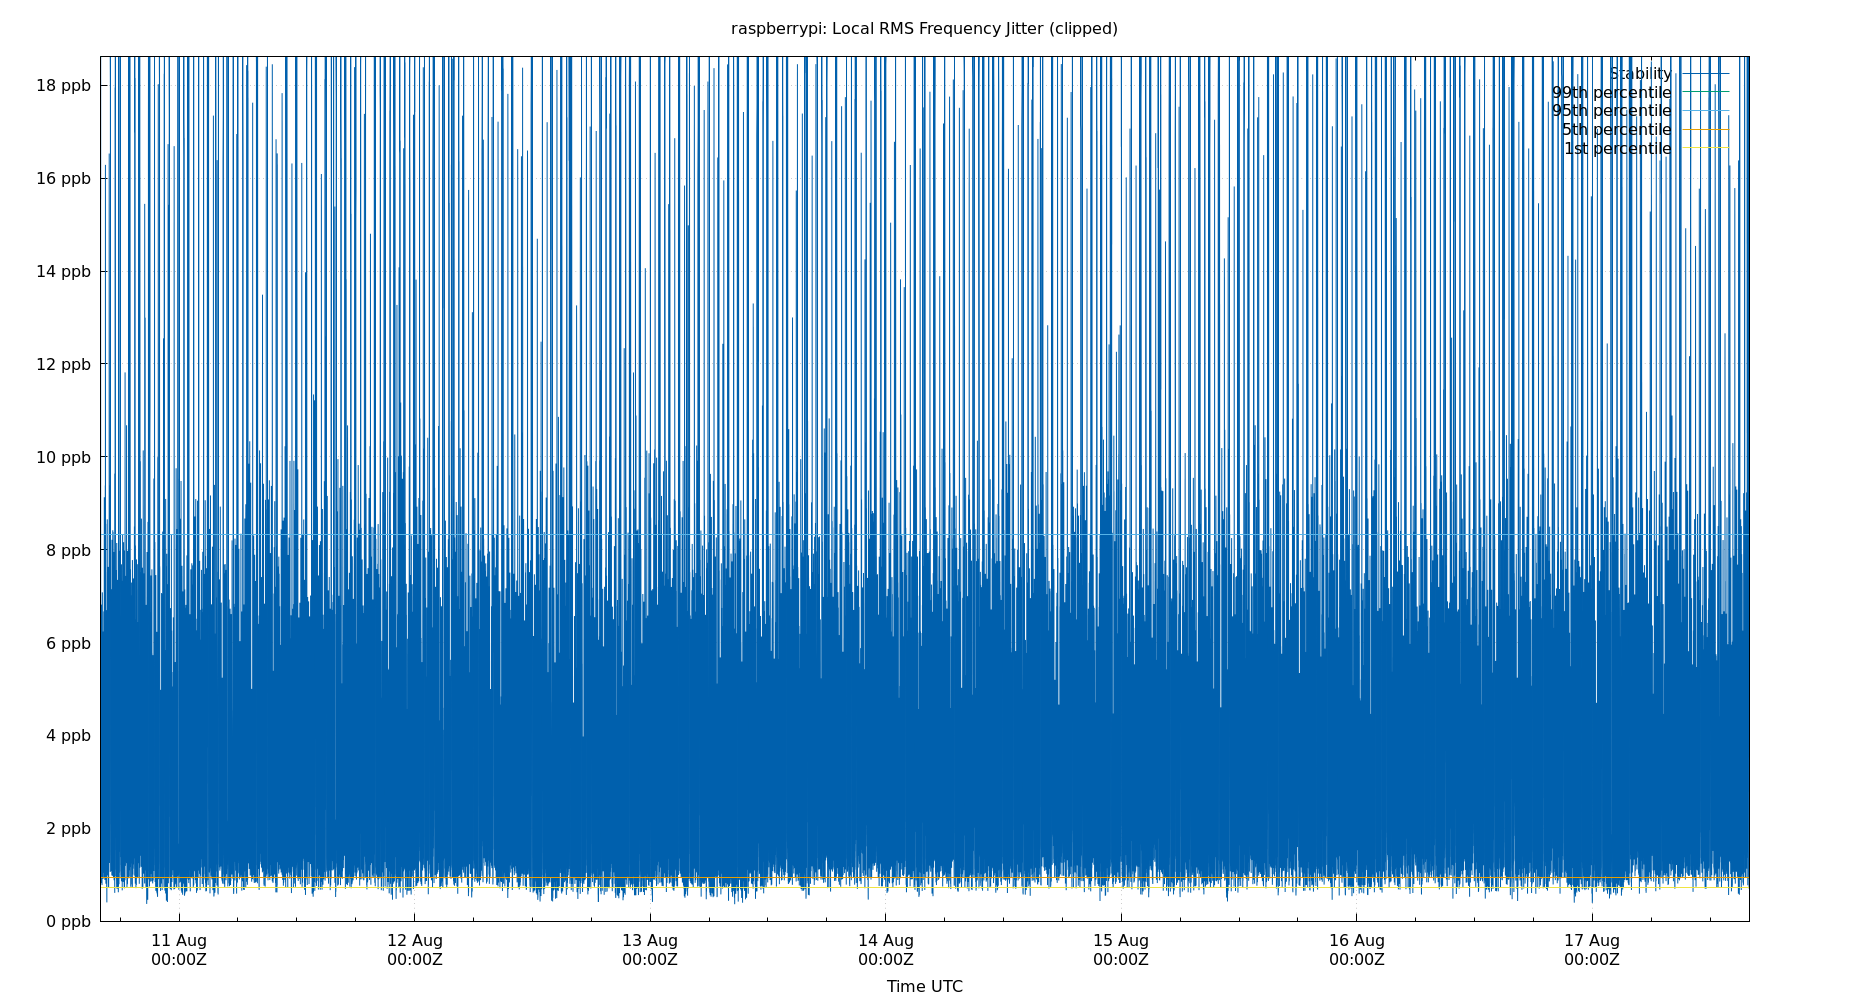 raspberrypi: Local RMS Frequency Jitter (clipped)
18 ppb
16 ppb
14 ppb
12 ppb
10 ppb
8 ppb
6 ppb
4 ppb
2 ppb
0 ppb
Stability
99th percentile
95th percentile
5th percentile
1st percentile
11 Aug
00:00Z
12 Aug
00:00Z
13 Aug
00:00Z
14 Aug
00:00Z
15 Aug
00:00Z
16 Aug
00:00Z
17 Aug
00:00Z
Time UTC